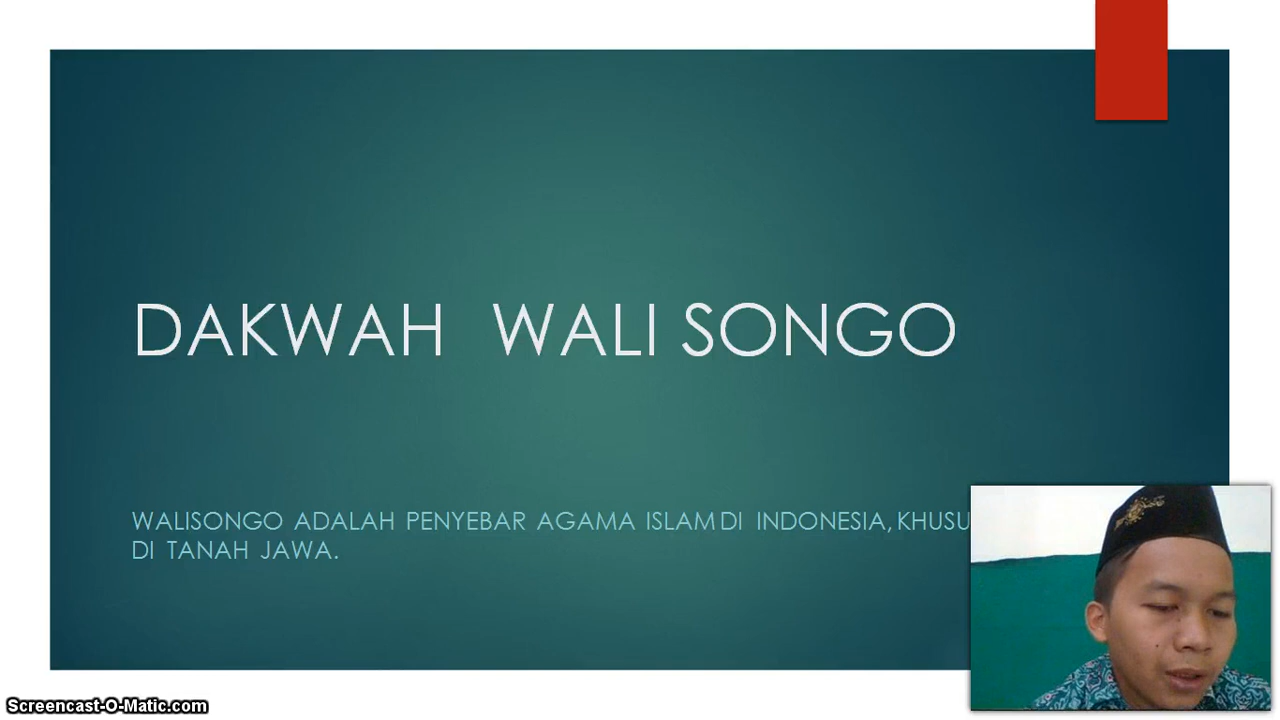 DAKWAH WALI SONGO
WALISONGO ADALAH PENYEBAR AGAMA ISLAM DI INDONESIA, KHUSU
DI TANAH JAWA.
Screencast-O-Matic.com